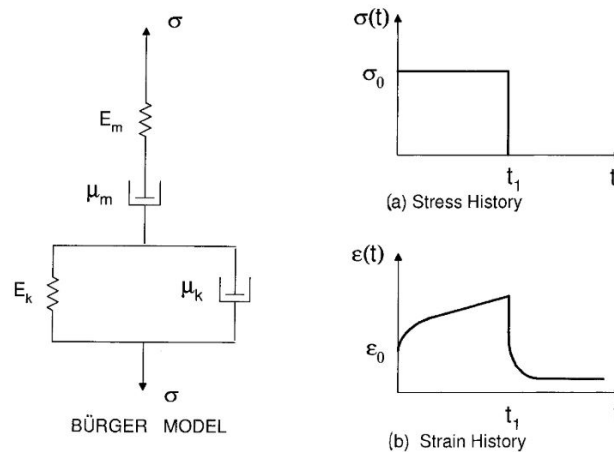 σ
E_m
μ_m
E_k
μ_k
σ
BÜRGER MODEL
σ(t)
σ_0
t_1
t
(a) Stress History
ε(t)
ε_0
t_1
(b) Strain History